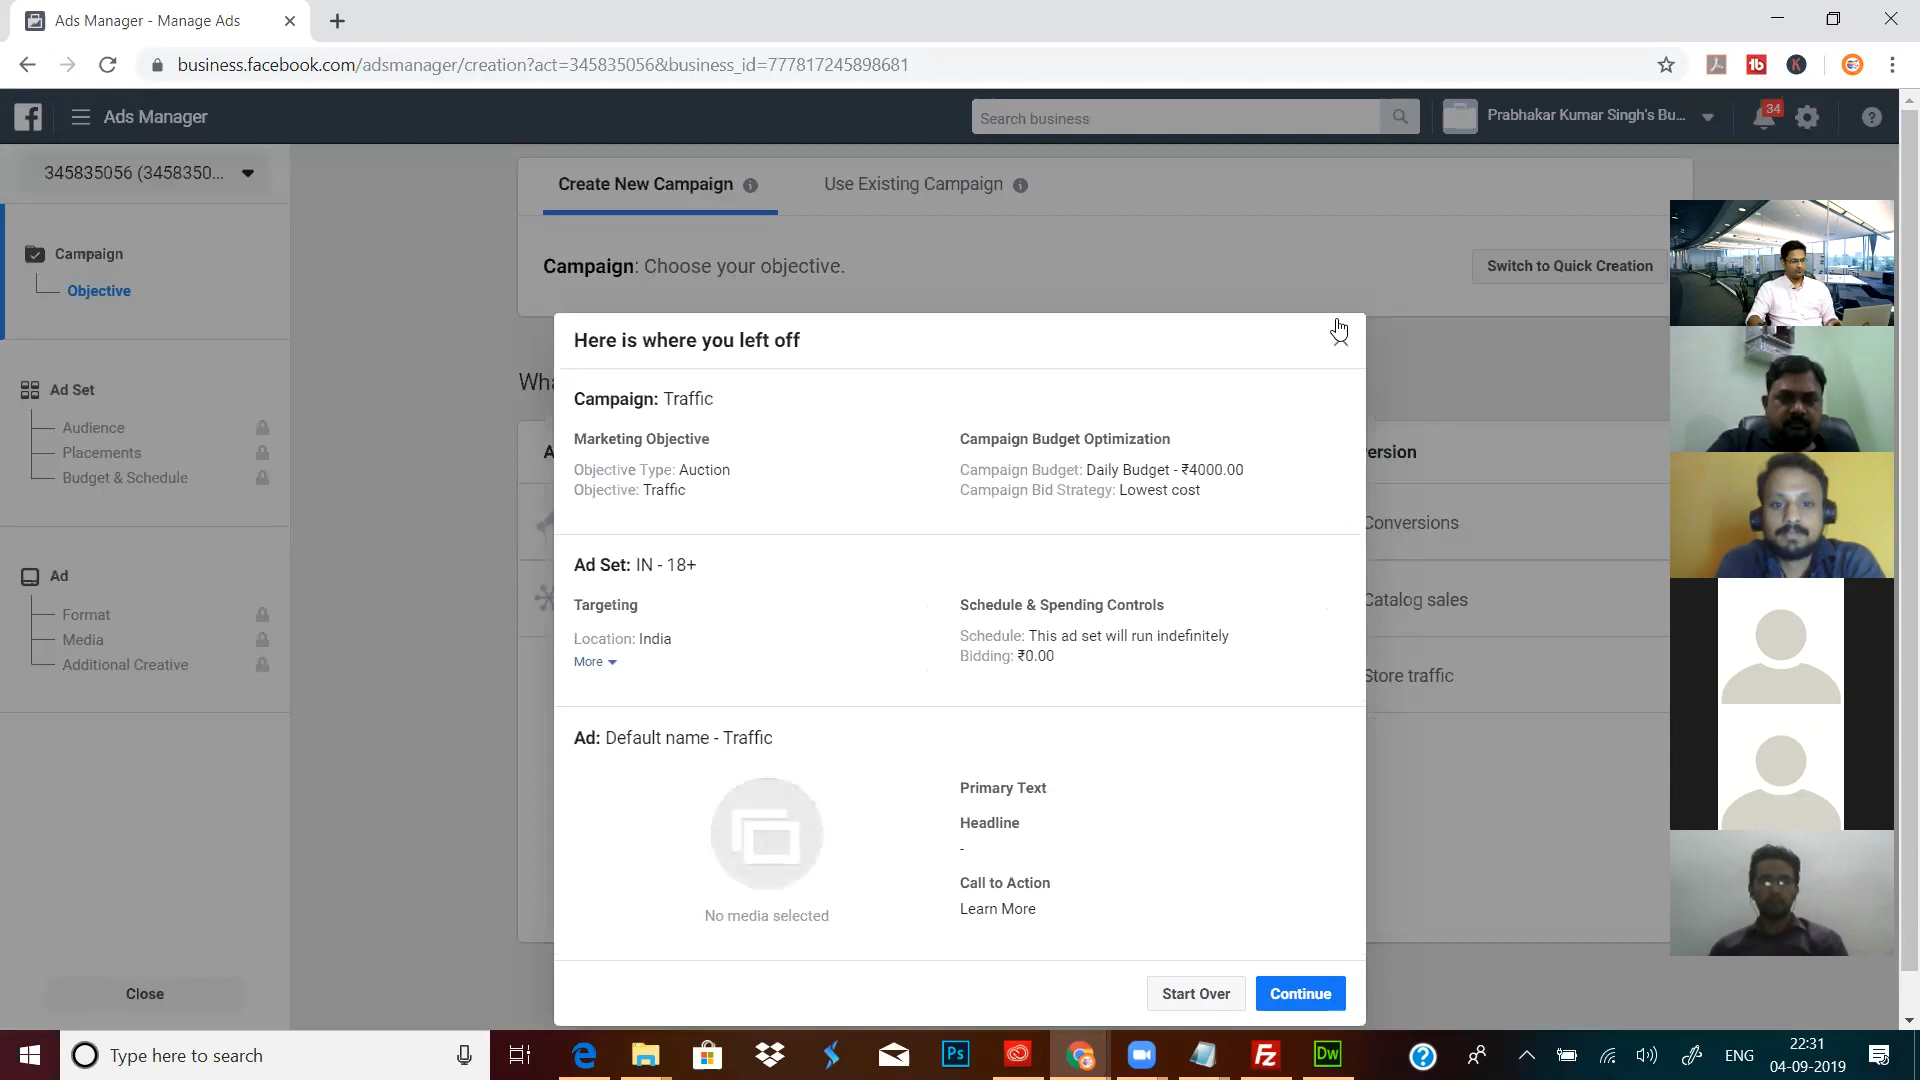 Ads Manager - Manage Ads
business.facebook.com/adsmanager/creation?act=345835056&business_id=777817245898681
Ads Manager
Search business
Prabhakar Kumar Singh's Bu...
34
345835056 (3458350...
Create New Campaign
Use Existing Campaign
Campaign
Objective
Campaign: Choose your objective.
Switch to Quick Creation
Here is where you left off
Campaign: Traffic
Marketing Objective
Campaign Budget Optimization
Objective Type: Auction
Campaign Budget: Daily Budget - ₹4000.00
Objective: Traffic
Campaign Bid Strategy: Lowest cost
Conversions
Ad Set
Audience
Placements
Budget & Schedule
Ad Set: IN - 18+
Targeting
Schedule & Spending Controls
Catalog sales
Location: India
Schedule: This ad set will run indefinitely
More
Bidding: ₹0.00
Store traffic
Ad
Format
Media
Additional Creative
Ad: Default name - Traffic
Primary Text
Headline
-
Call to Action
Learn More
No media selected
Close
Start Over
Continue
Type here to search
Ps
Fz
Dw
ENG
22:31
04-09-2019